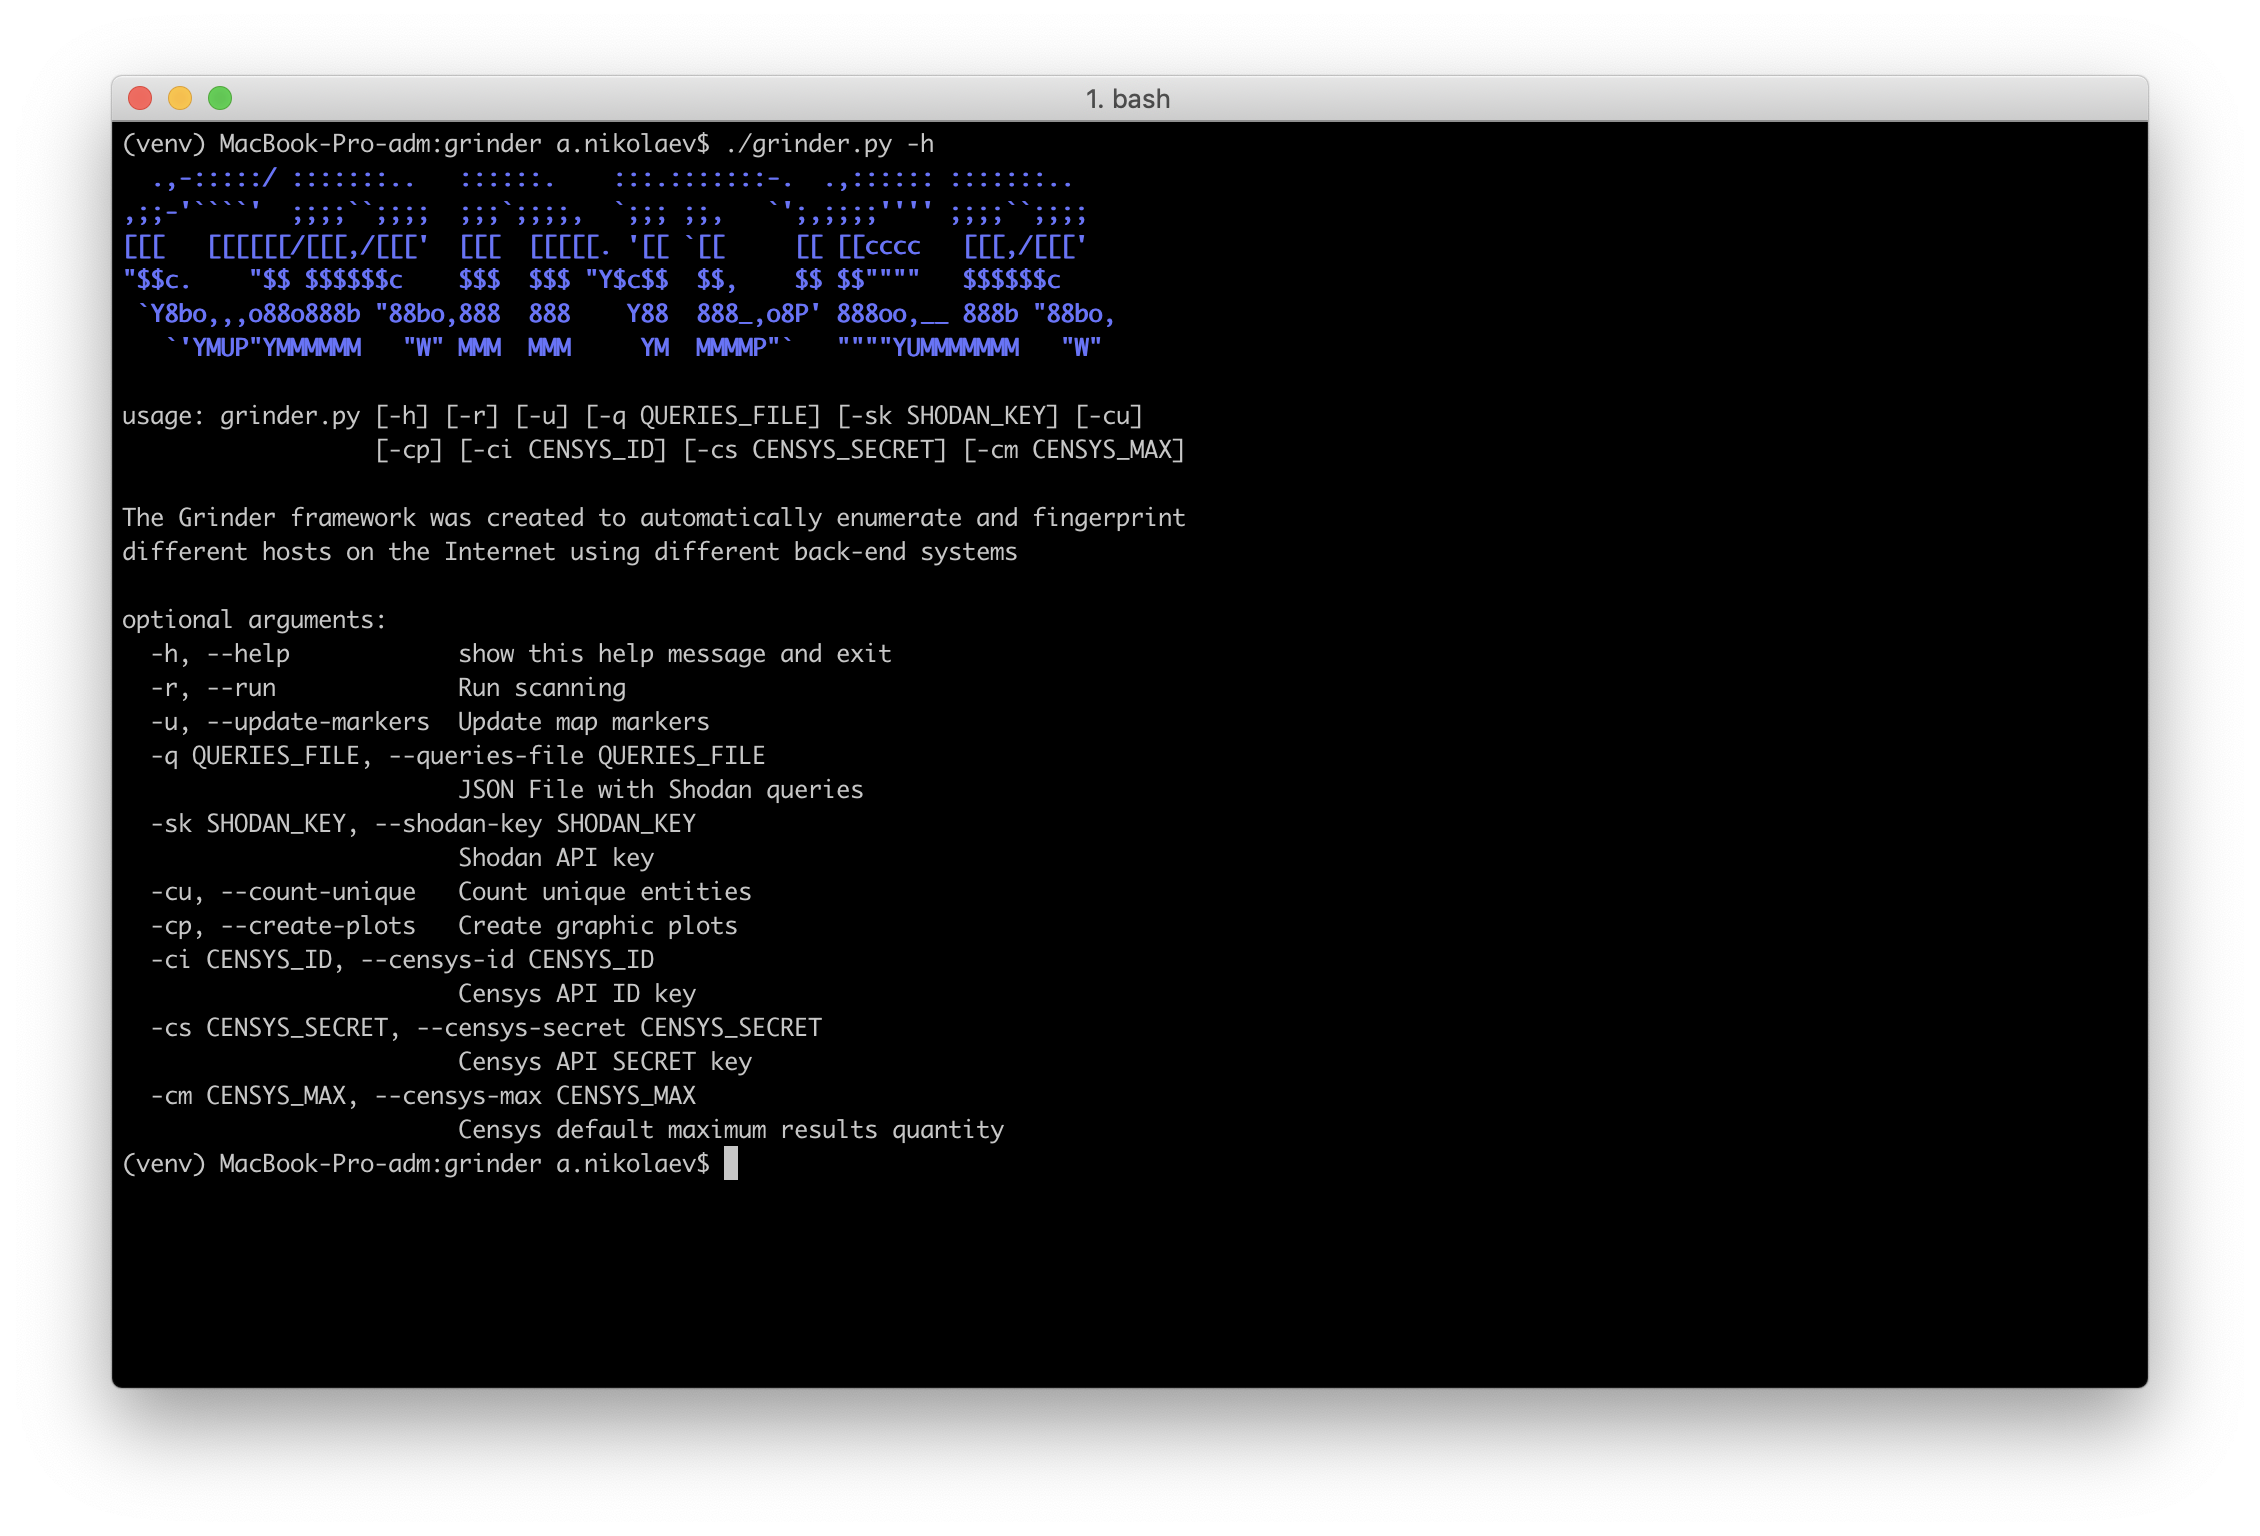 1. bash
(venv) MacBook-Pro-adm:grinder a.nikolaev$ ./grinder.py -h
  .,-:::::/ :::::::..   ::::::.    :::.:::::::-.  .,:::::: :::::::..
,;;-'````'  ;;;;``;;;;  ;;;`;;;;,  `;;; ;;,   `';,;;;;'''' ;;;;``;;;;
[[[   [[[[[[/[[[,/[[['  [[[  [[[[[. '[[ `[[     [[ [[cccc   [[[,/[[['
"$$c.    "$$ $$$$$$c    $$$  $$$ "Y$c$$  $$,    $$ $$""""   $$$$$$c
 `Y8bo,,,o88o888b "88bo,888  888    Y88  888_,o8P' 888oo,__ 888b "88bo,
   `'YMUP"YMMMMMM   "W" MMM  MMM     YM  MMMMP"`   """"YUMMMMMMM   "W"
usage: grinder.py [-h] [-r] [-u] [-q QUERIES_FILE] [-sk SHODAN_KEY] [-cu]
                  [-cp] [-ci CENSYS_ID] [-cs CENSYS_SECRET] [-cm CENSYS_MAX]
The Grinder framework was created to automatically enumerate and fingerprint
different hosts on the Internet using different back-end systems
optional arguments:
  -h, --help            show this help message and exit
  -r, --run             Run scanning
  -u, --update-markers  Update map markers
  -q QUERIES_FILE, --queries-file QUERIES_FILE
                        JSON File with Shodan queries
  -sk SHODAN_KEY, --shodan-key SHODAN_KEY
                        Shodan API key
  -cu, --count-unique   Count unique entities
  -cp, --create-plots   Create graphic plots
  -ci CENSYS_ID, --censys-id CENSYS_ID
                        Censys API ID key
  -cs CENSYS_SECRET, --censys-secret CENSYS_SECRET
                        Censys API SECRET key
  -cm CENSYS_MAX, --censys-max CENSYS_MAX
                        Censys default maximum results quantity
(venv) MacBook-Pro-adm:grinder a.nikolaev$